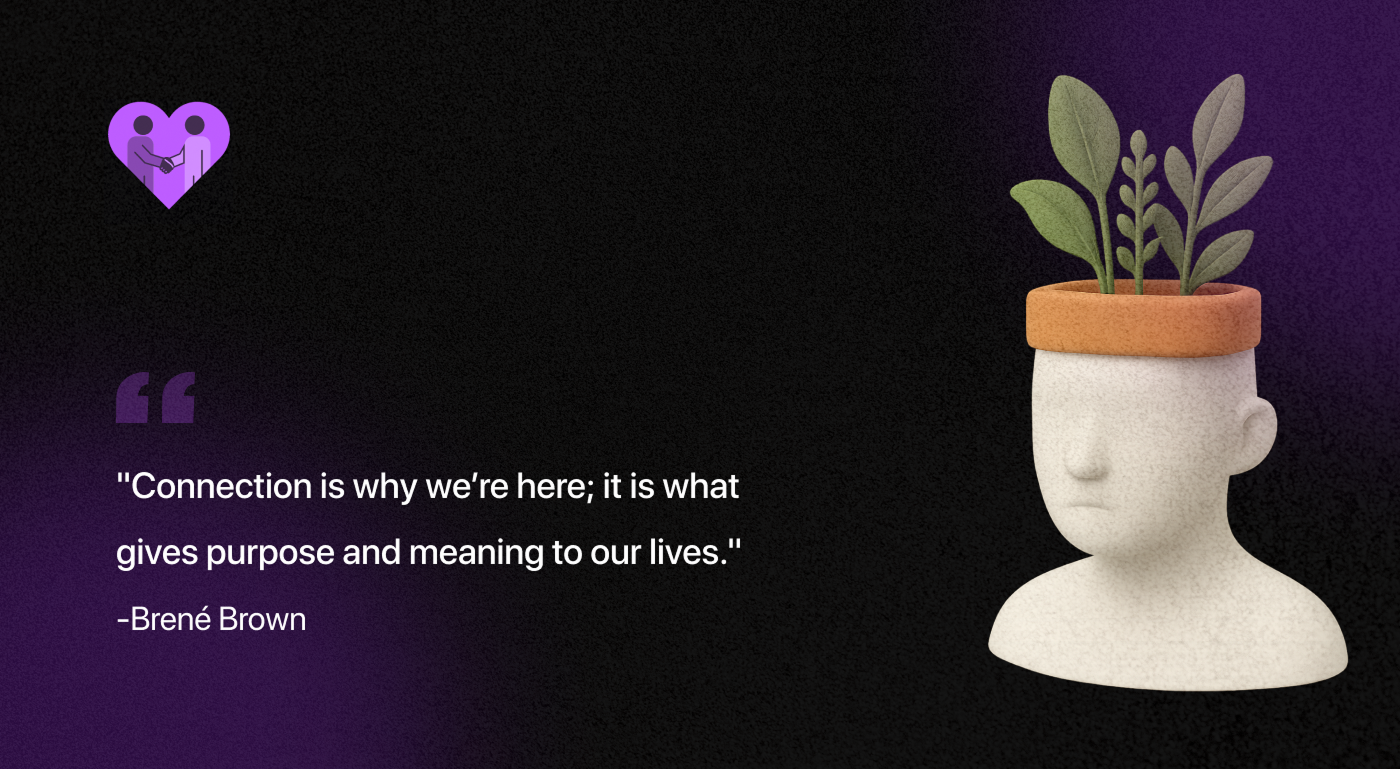 "Connection is why we’re here; it is what
gives purpose and meaning to our lives."
-Brené Brown